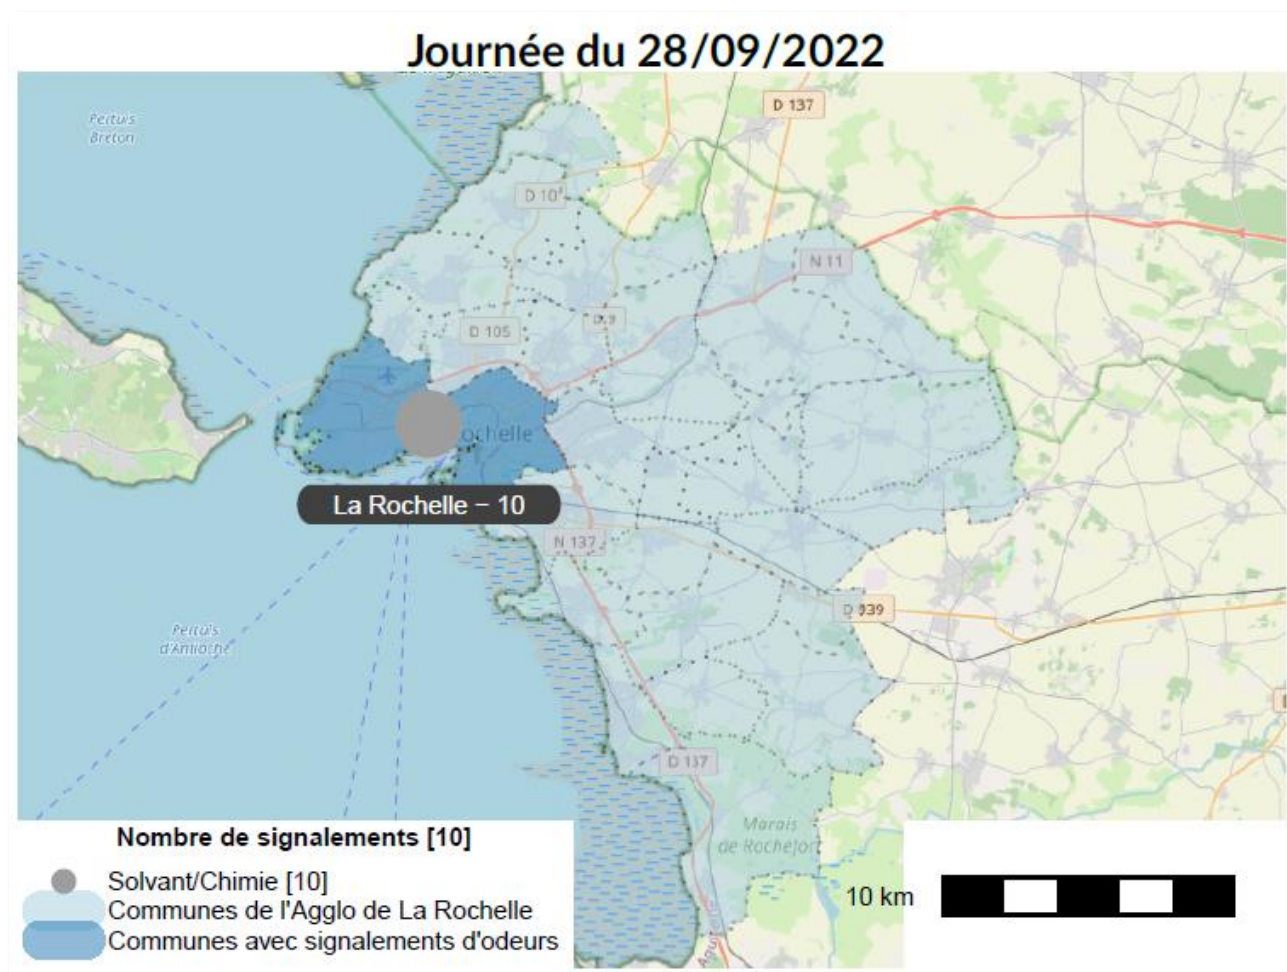 Journée du 28/09/2022
Pertuis
Breton
D 137
D 10
N 11
D 105
D 9
ochelle
La Rochelle – 10
N 137
D 939
Pertuis
d'Antioche
D 137
Marais
de Rochefort
Nombre de signalements [10]
Solvant/Chimie [10]
Communes de l'Agglo de La Rochelle
Communes avec signalements d'odeurs
10 km